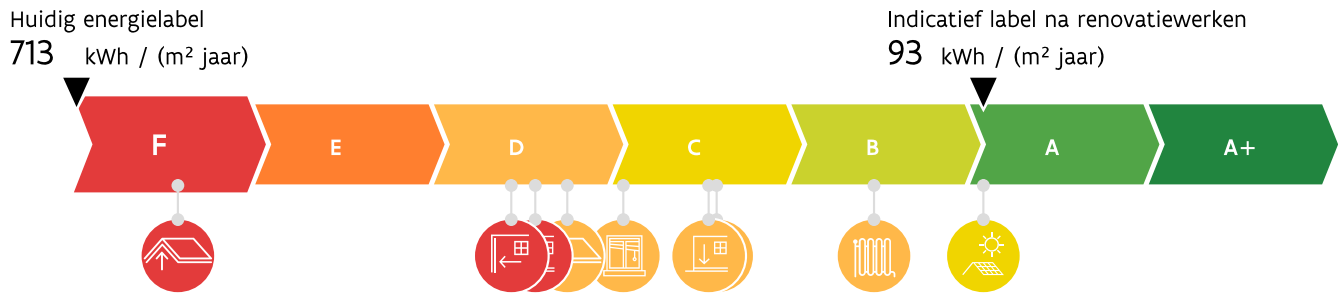 Huidig energielabel
713 kWh / (m² jaar)
Indicatief label na renovatiewerken
93 kWh / (m² jaar)
F E D C B A A+